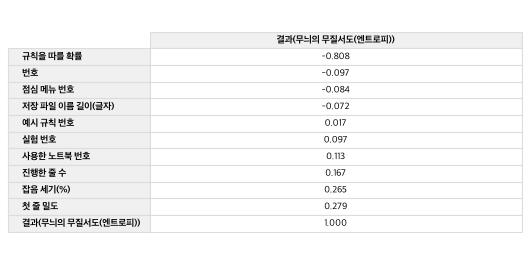 결과(무늬의 무질서도(엔트로피))
규칙을 따를 확률 -0.808
번호 -0.097
점심 메뉴 번호 -0.084
저장 파일 이름 길이(글자) -0.072
예시 규칙 번호 0.017
실험 번호 0.097
사용한 노트북 번호 0.113
진행한 줄 수 0.167
잡음 세기(%) 0.265
첫 줄 밀도 0.279
결과(무늬의 무질서도(엔트로피)) 1.000